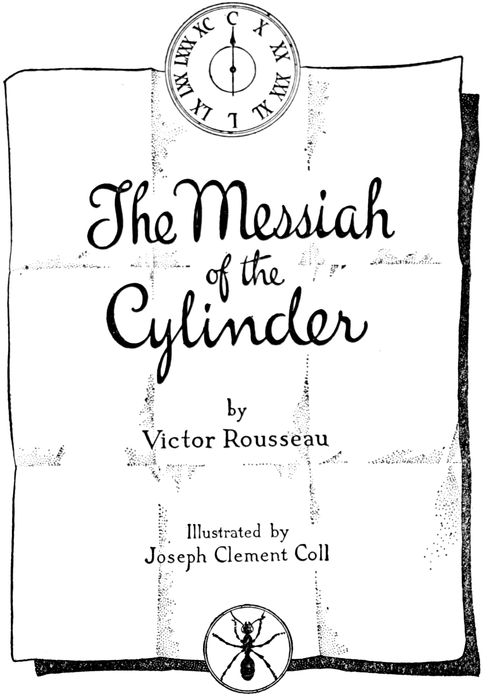 C X XX XXX XL L LX LXX LXXX XC
The Messiah
of the
Cylinder
by
Victor Rousseau
Illustrated by
Joseph Clement Coll